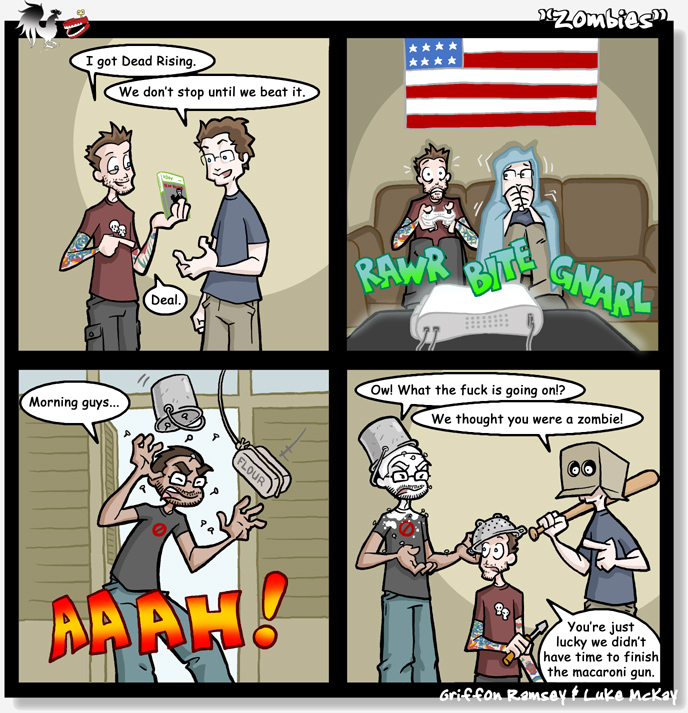 "Zombies"
I got Dead Rising.
We don't stop until we beat it.
Deal.
RAWR
BITE
GNARL
Morning guys...
FLOUR
AAAH!
Ow! What the fuck is going on!?
We thought you were a zombie!
You're just
lucky we didn't
have time to finish
the macaroni gun.
Griffon Ramsey & Luke McKay